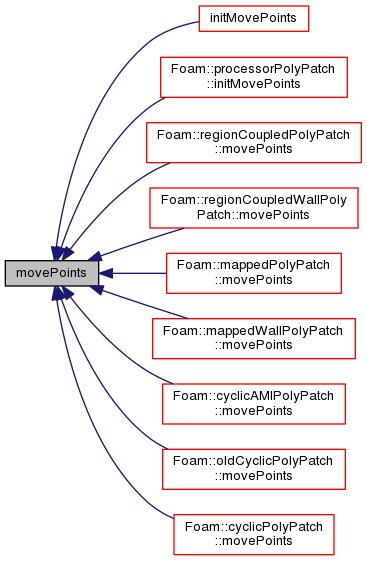 initMovePoints
Foam::processorPolyPatch
::initMovePoints
Foam::regionCoupledPolyPatch
::movePoints
Foam::regionCoupledWallPoly
Patch::movePoints
movePoints
Foam::mappedPolyPatch
::movePoints
Foam::mappedWallPolyPatch
::movePoints
Foam::cyclicAMIPolyPatch
::movePoints
Foam::oldCyclicPolyPatch
::movePoints
Foam::cyclicPolyPatch
::movePoints